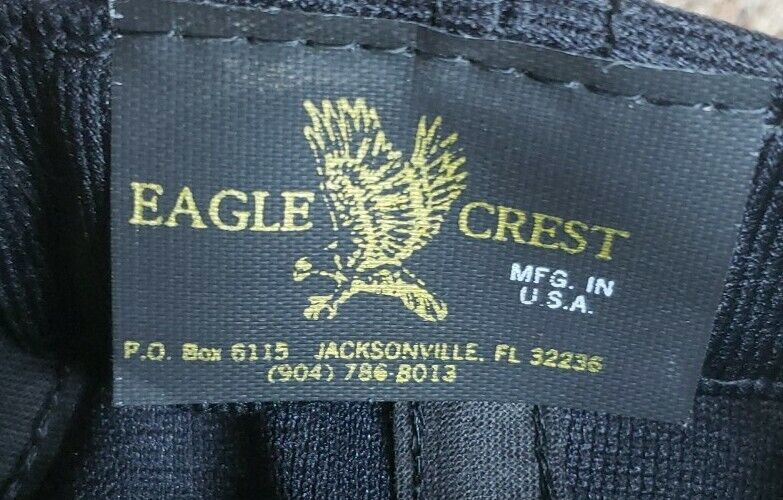 EAGLE CREST
MFG. IN
U.S.A.
P.O. Box 6115 JACKSONVILLE, FL 32236
(904) 786-8013